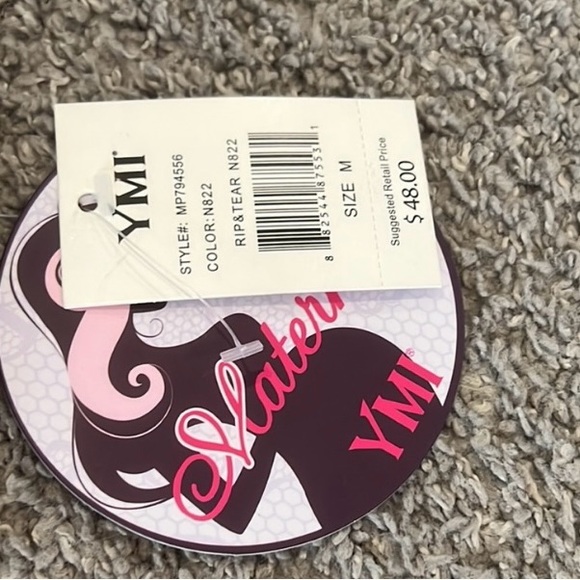 YMI®
STYLE#: MP794556
COLOR:N822
RIP&TEAR N822
8 82544 87553 1
SIZE M
Suggested Retail Price
$48.00
YMI®